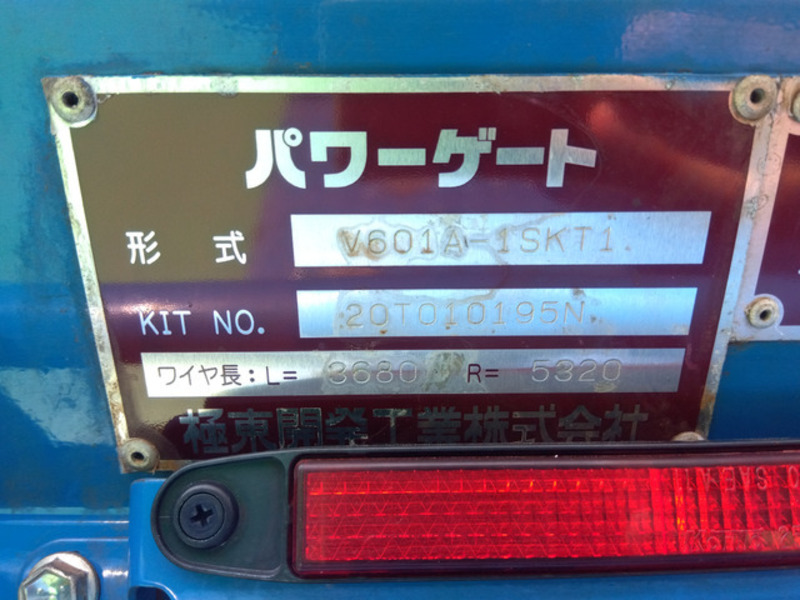 パワーゲート
形 式 V601A-1SKT1.
KIT NO. 20T010195N.
ワイヤ長：L= 3680 R= 5320
極東開発工業株式会社